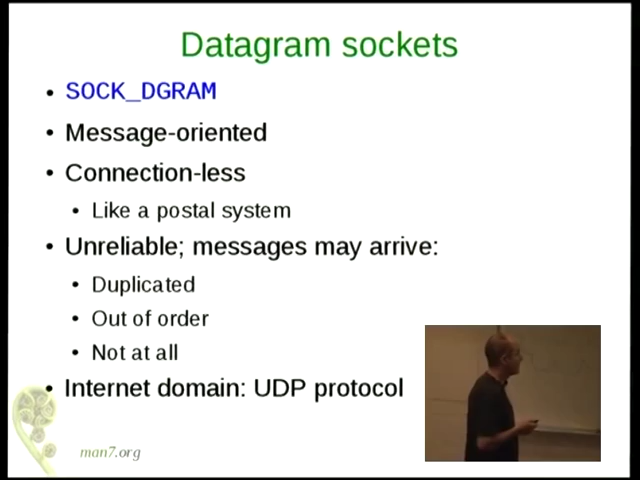 Datagram sockets
• SOCK_DGRAM
• Message-oriented
• Connection-less
• Like a postal system
• Unreliable; messages may arrive:
• Duplicated
• Out of order
• Not at all
• Internet domain: UDP protocol
man7.org